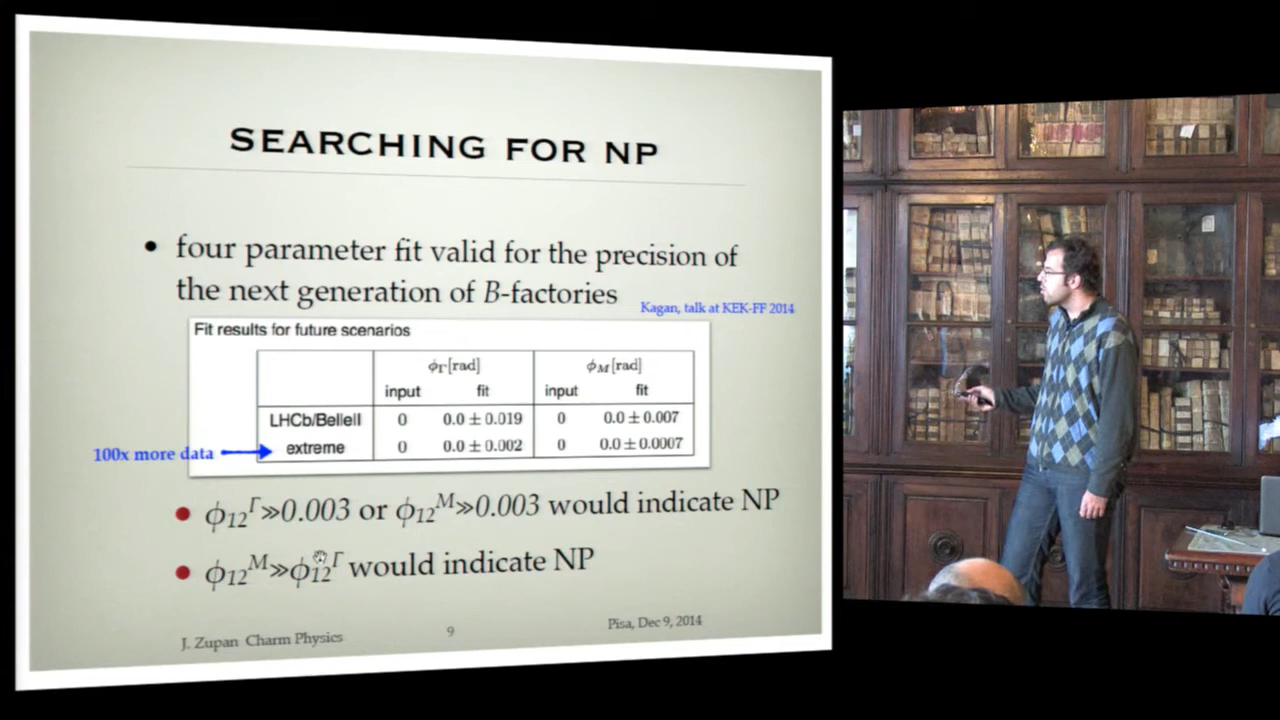 SEARCHING FOR NP
• four parameter fit valid for the precision of
the next generation of B-factories
Kagan, talk at KEK-FF 2014
Fit results for future scenarios
ϕΓ[rad] ϕM[rad]
input fit input fit
LHCb/BelleII 0 0.0 ± 0.019 0 0.0 ± 0.007
100x more data extreme 0 0.0 ± 0.002 0 0.0 ± 0.0007
• ϕ12Γ≫0.003 or ϕ12M≫0.003 would indicate NP
• ϕ12M≫ϕ12Γ would indicate NP
J. Zupan Charm Physics 9 Pisa, Dec 9, 2014